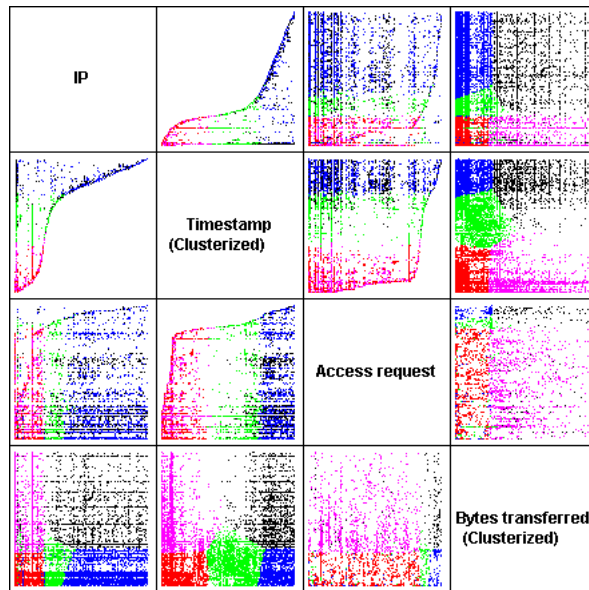 IP
Timestamp
(Clusterized)
Access request
Bytes transferred
(Clusterized)